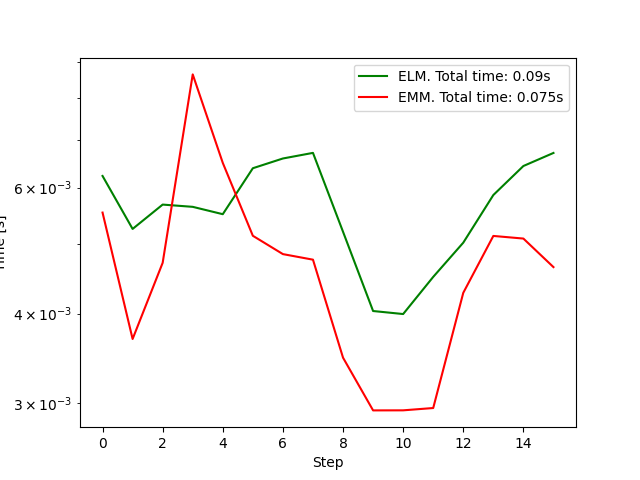 ELM. Total time: 0.09s
EMM. Total time: 0.075s
6 × 10⁻³
4 × 10⁻³
3 × 10⁻³
0 2 4 6 8 10 12 14
Step